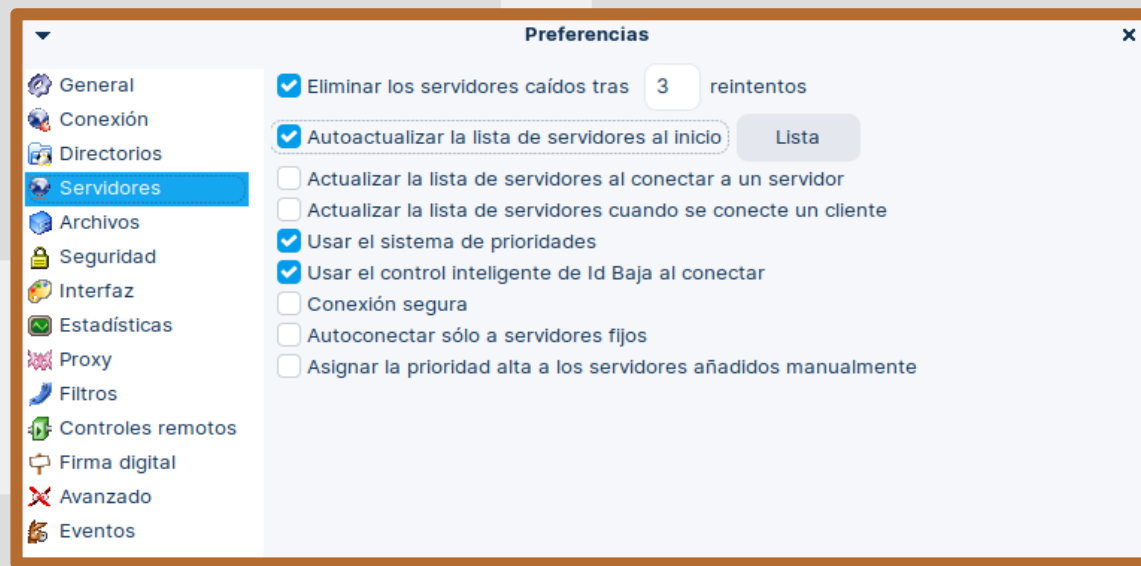 Preferencias
General
Conexión
Directorios
Servidores
Archivos
Seguridad
Interfaz
Estadísticas
Proxy
Filtros
Controles remotos
Firma digital
Avanzado
Eventos
Eliminar los servidores caídos tras 3 reintentos
Autoactualizar la lista de servidores al inicio Lista
Actualizar la lista de servidores al conectar a un servidor
Actualizar la lista de servidores cuando se conecte un cliente
Usar el sistema de prioridades
Usar el control inteligente de Id Baja al conectar
Conexión segura
Autoconectar sólo a servidores fijos
Asignar la prioridad alta a los servidores añadidos manualmente